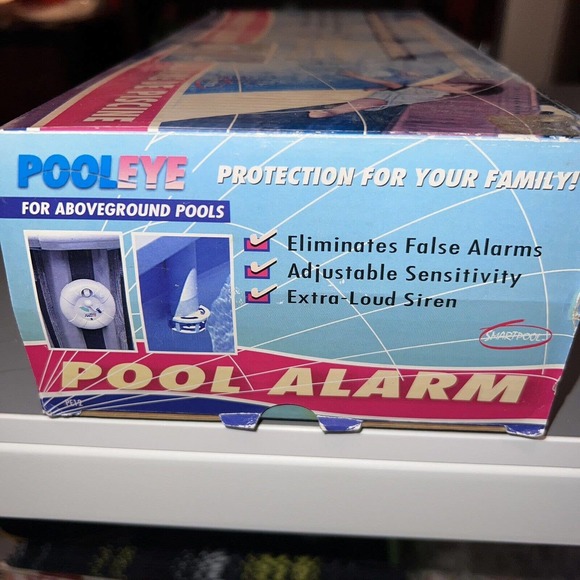 POOLEYE
PROTECTION FOR YOUR FAMILY!
FOR ABOVEGROUND POOLS
Eliminates False Alarms
Adjustable Sensitivity
Extra-Loud Siren
SMARTPOOL
POOL ALARM